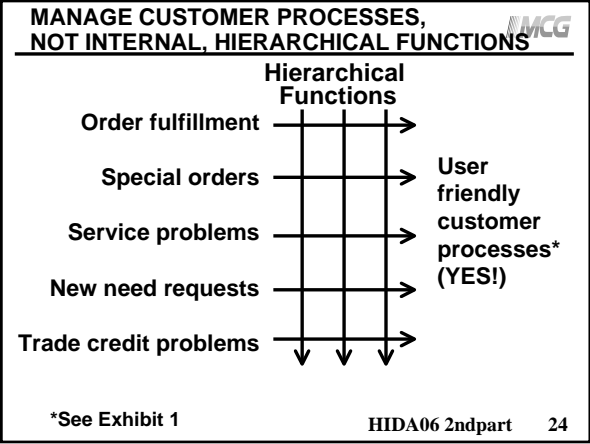 MANAGE CUSTOMER PROCESSES,
NOT INTERNAL, HIERARCHICAL FUNCTIONS
MCG
Hierarchical
Functions
Order fulfillment
Special orders
Service problems
New need requests
Trade credit problems
User
friendly
customer
processes*
(YES!)
*See Exhibit 1
HIDA06 2ndpart 24